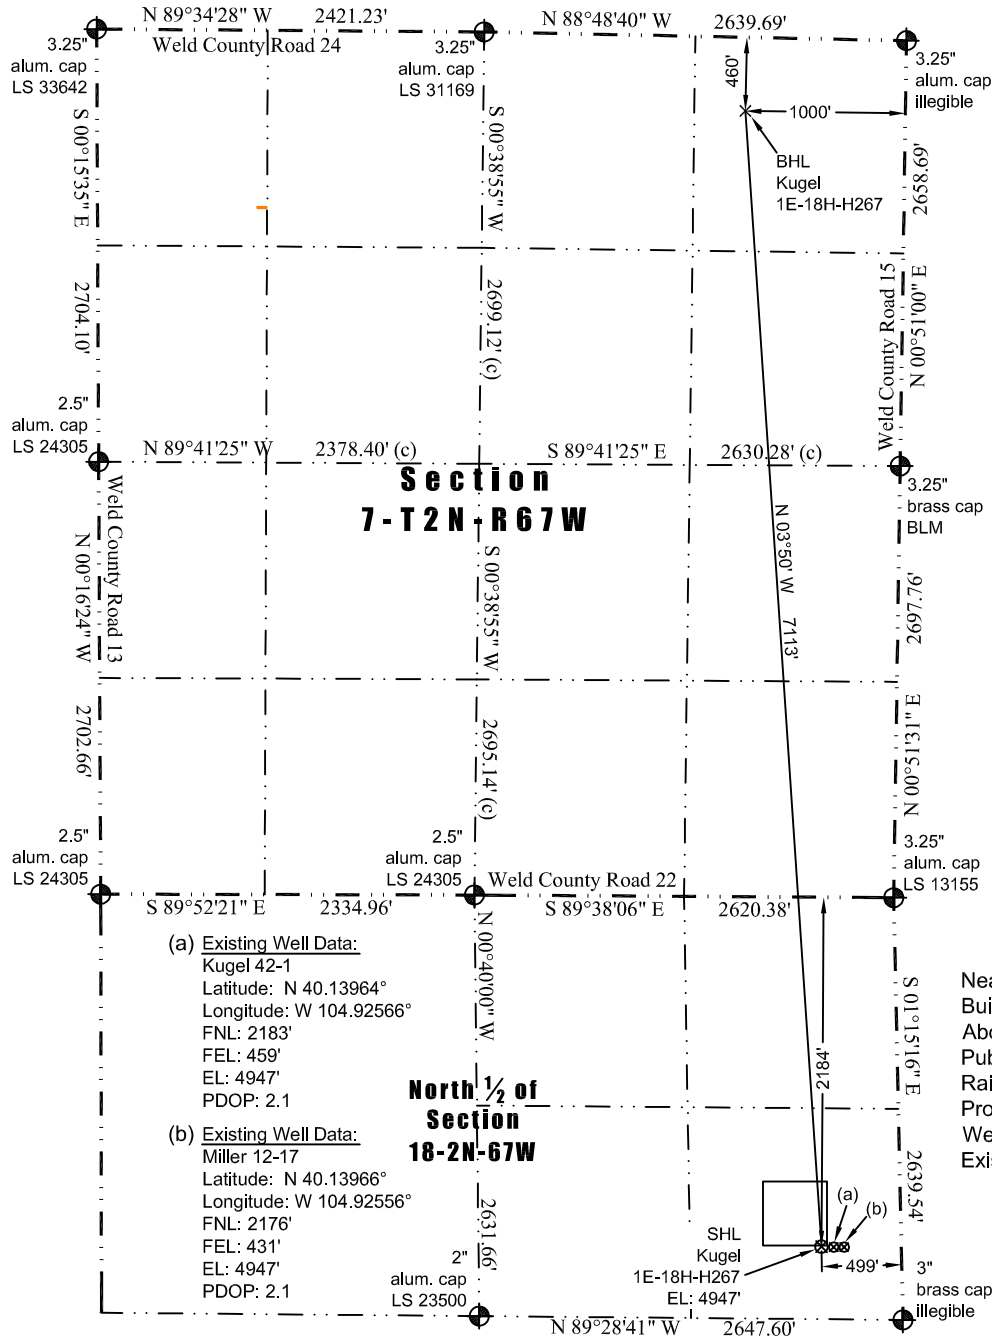 N 89°34'28" W 2421.23'
N 88°48'40" W 2639.69'
Weld County Road 24
3.25"
alum. cap
LS 33642
3.25"
alum. cap
LS 31169
3.25"
alum. cap
illegible
460'
1000'
BHL
Kugel
1E-18H-H267
S 00°15'35" E
2704.10'
S 00°38'55" W
2699.12' (c)
2658.69'
N 00°51'00" E
Weld County Road 15
2.5"
alum. cap
LS 24305
N 89°41'25" W 2378.40' (c)
S 89°41'25" E 2630.28' (c)
Section
7-T2N-R67W
3.25"
brass cap
BLM
Weld County Road 13
N 00°16'24" W
2702.66'
S 00°38'55" W
2695.14' (c)
N 03°50' W 7113'
2697.76'
N 00°51'31" E
2.5"
alum. cap
LS 24305
2.5"
alum. cap
LS 24305
3.25"
alum. cap
LS 13155
Weld County Road 22
S 89°52'21" E 2334.96'
S 89°38'06" E 2620.38'
(a) Existing Well Data:
Kugel 42-1
Latitude: N 40.13964°
Longitude: W 104.92566°
FNL: 2183'
FEL: 459'
EL: 4947'
PDOP: 2.1
(b) Existing Well Data:
Miller 12-17
Latitude: N 40.13966°
Longitude: W 104.92556°
FNL: 2176'
FEL: 431'
EL: 4947'
PDOP: 2.1
N 00°40'00" W
2631.66'
North ½ of
Section
18-2N-67W
2184'
S 01°15'16" E
2639.54'
Rai
Pro
We
Exis
(a)
(b)
SHL
Kugel
1E-18H-H267
EL: 4947'
499'
2"
alum. cap
LS 23500
3"
brass cap
illegible
N 89°28'41" W 2647.60'